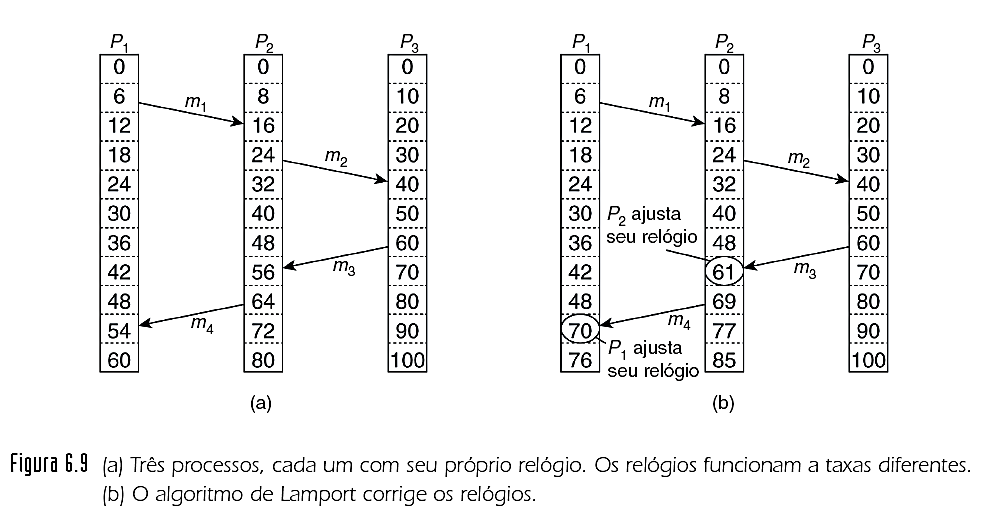 P1 P2 P3 P1 P2 P3
0 0 0 0 0 0
6 8 10 6 8 10
m1 m1
12 16 20 12 16 20
18 24 30 18 24 30
m2 m2
24 32 40 24 32 40
30 40 50 30 P2 ajusta 40 50
36 48 60 36 seu relógio 48 60
42 56 m3 70 42 61 m3 70
48 64 80 48 69 80
m4 m4
54 72 90 70 77 90
P1 ajusta
60 80 100 76 seu relógio 85 100
(a) (b)
Figura 6.9 (a) Três processos, cada um com seu próprio relógio. Os relógios funcionam a taxas diferentes.
(b) O algoritmo de Lamport corrige os relógios.